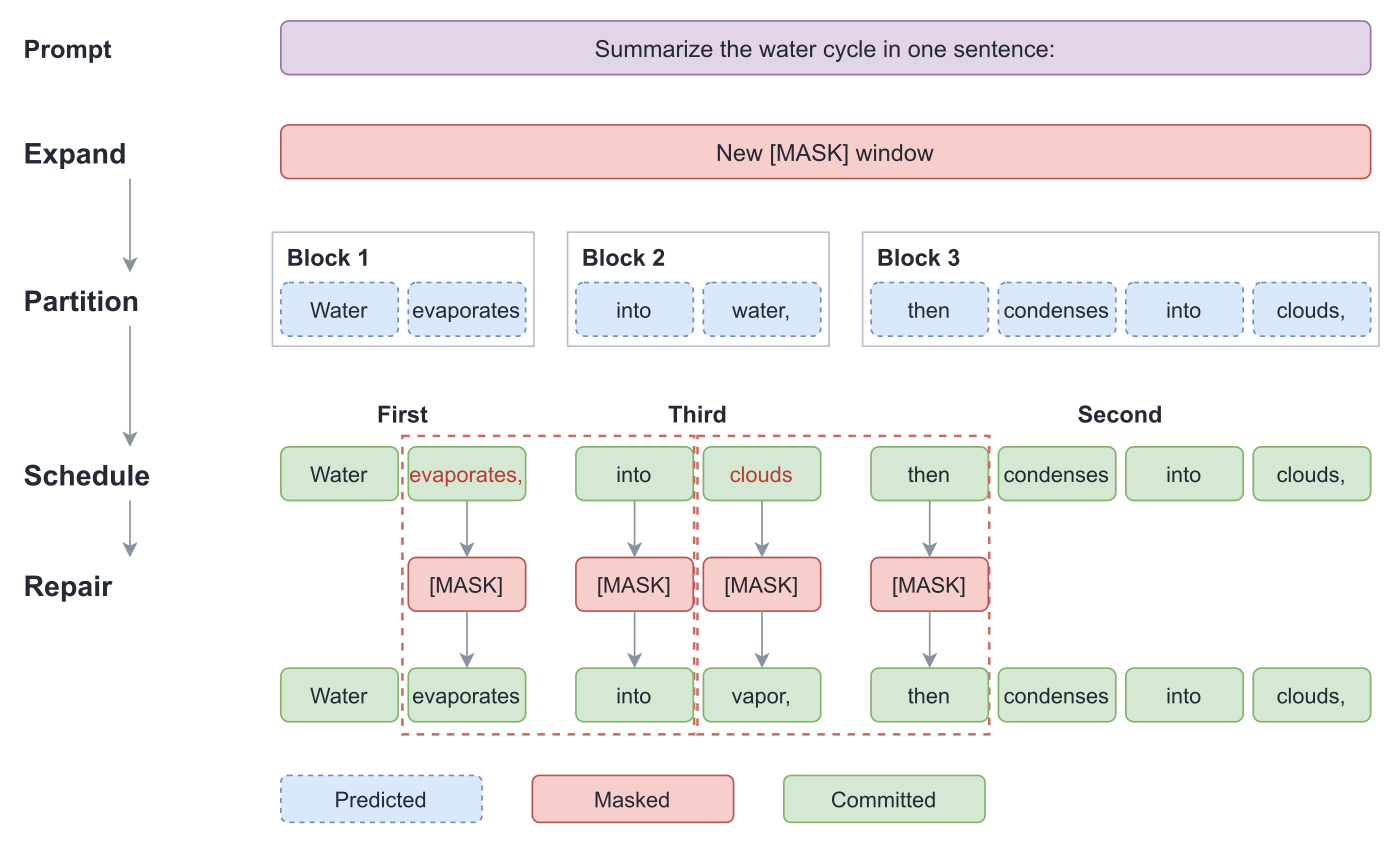 Prompt
Summarize the water cycle in one sentence:
Expand
New [MASK] window
Partition
Block 1
Water evaporates
Block 2
into water,
Block 3
then condenses into clouds,
First Third Second
Schedule
Water evaporates, into clouds then condenses into clouds,
Repair
[MASK] [MASK] [MASK] [MASK]
Water evaporates into vapor, then condenses into clouds,
Predicted Masked Committed